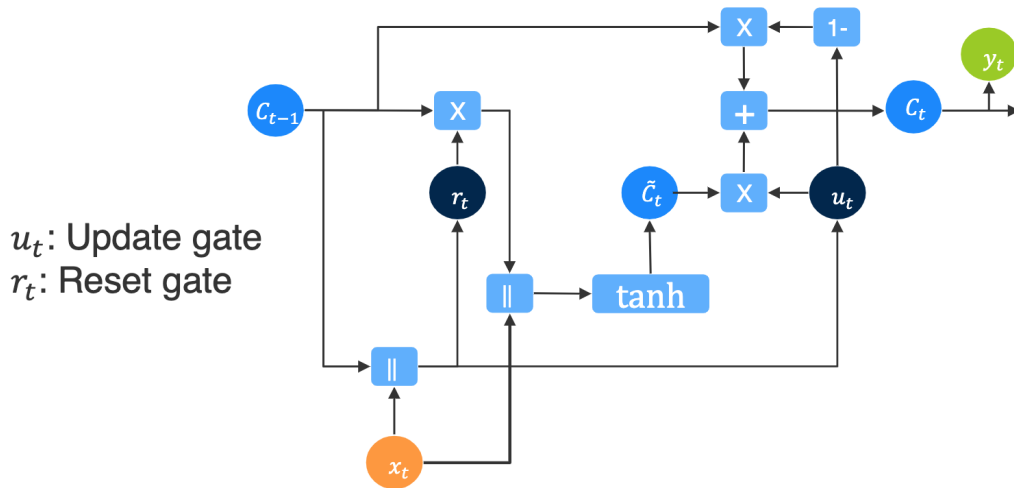 X
1-
y_t
C_{t-1}
X
+
C_t
r_t
C̃_t
X
u_t
u_t: Update gate
r_t: Reset gate
||
tanh
||
x_t